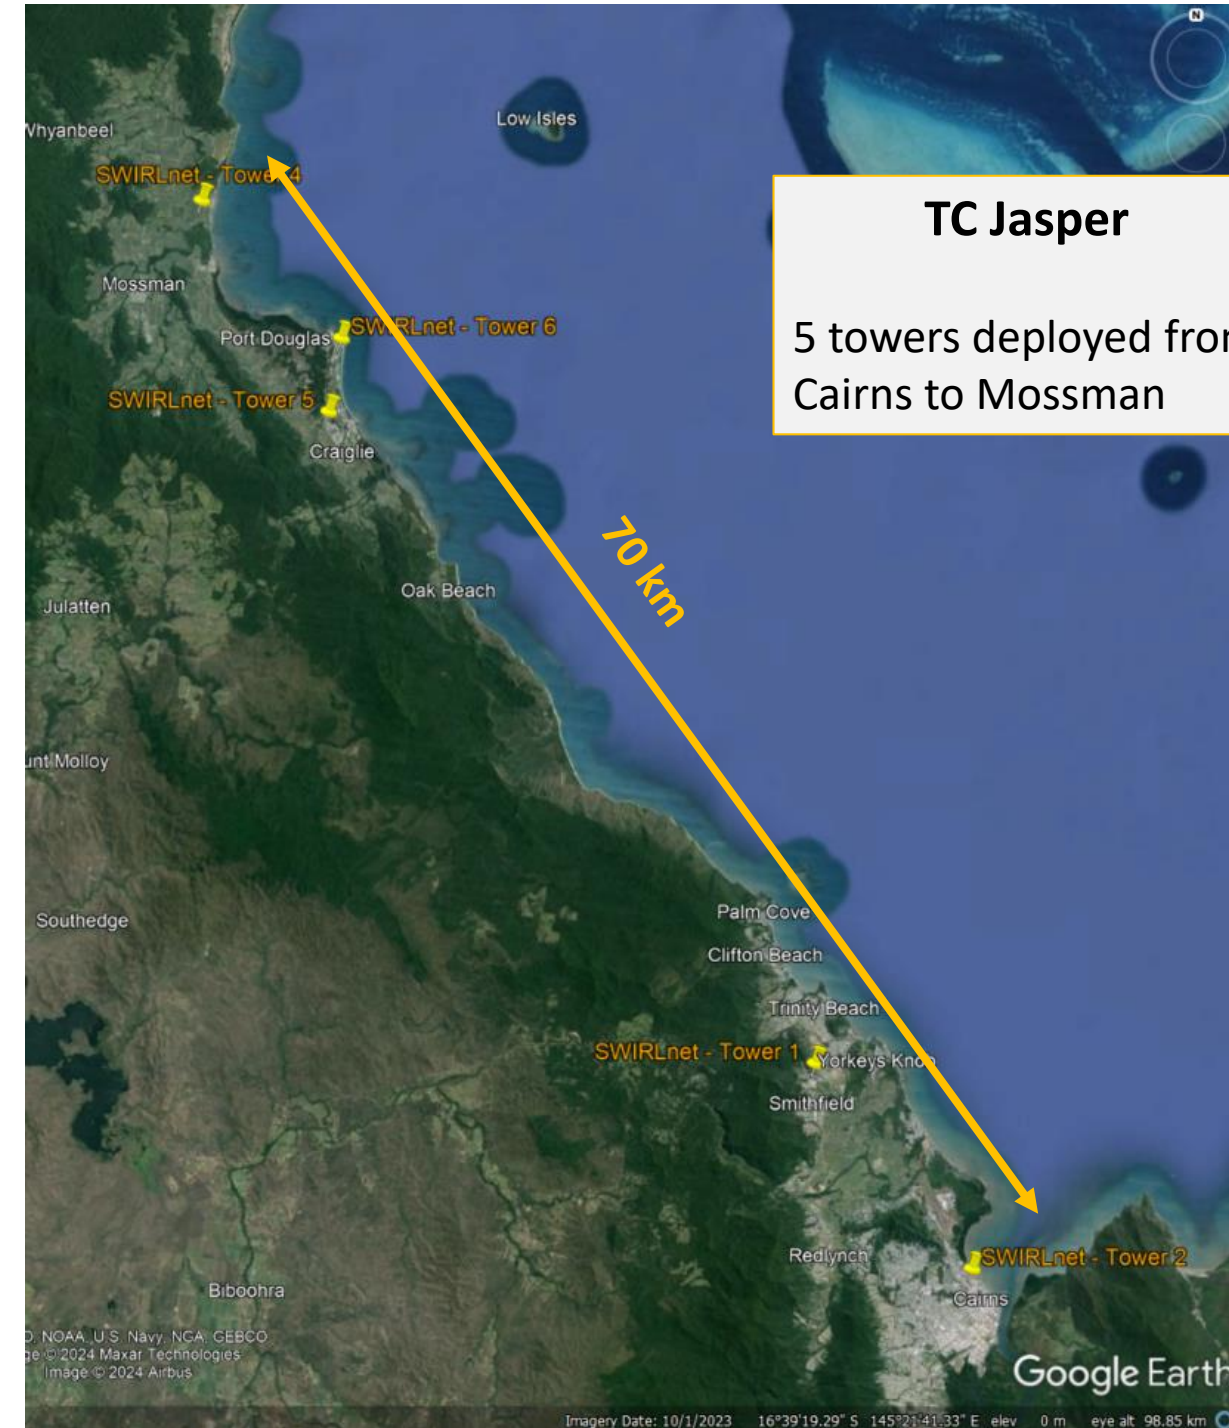 N
Low Isles
Whyanbeel
SWIRLnet - Tower 4
TC Jasper
Mossman
SWIRLnet - Tower 6
Port Douglas
5 towers deployed from
Cairns to Mossman
SWIRLnet - Tower 5
Craiglie
70 km
Oak Beach
Julatten
unt Molloy
Palm Cove
Southedge
Clifton Beach
Trinity Beach
SWIRLnet - Tower 1
Yorkeys Knob
Smithfield
Redlynch
SWIRLnet - Tower 2
Biboohra
Cairns
O, NOAA, U.S. Navy, NGA, GEBCO
ge © 2024 Maxar Technologies
Image © 2024 Airbus
Google Earth
Imagery Date: 10/1/2023 16°39'19.29" S 145°21'41.33" E elev 0 m eye alt 98.85 km